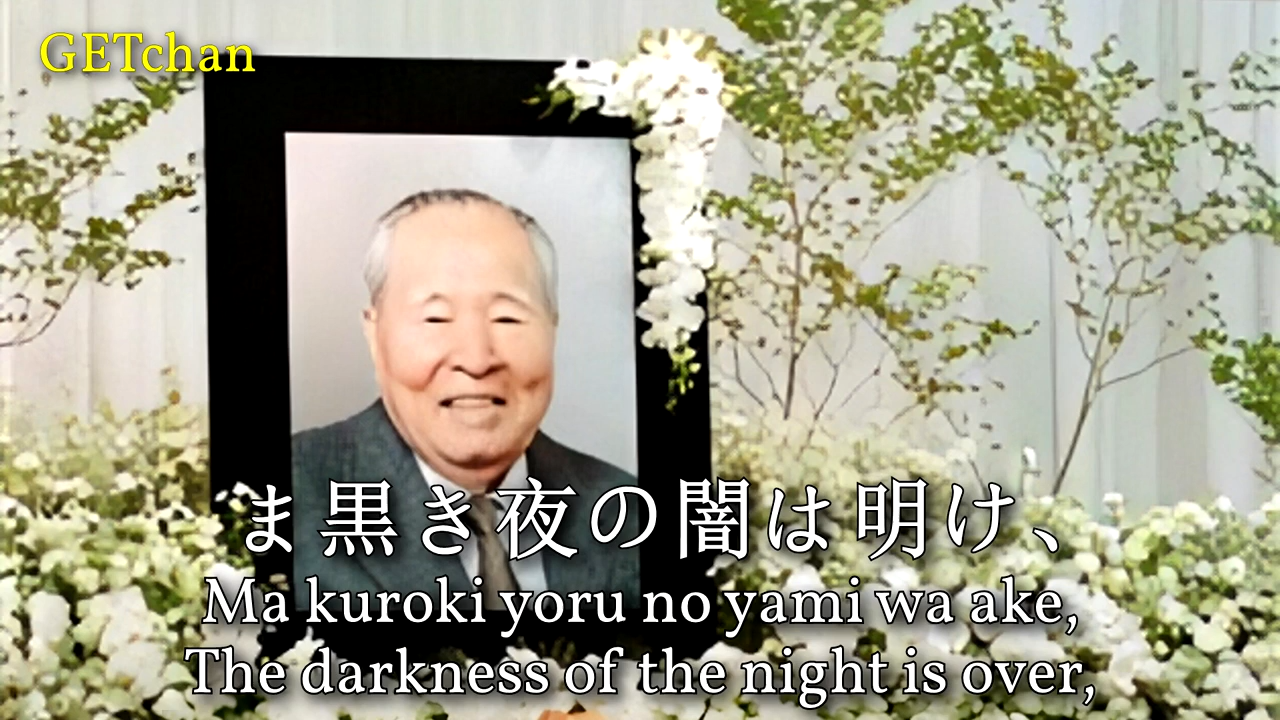 GETchan
ま黒き夜の闇は明け、
Ma kuroki yoru no yami wa ake,
The darkness of the night is over,